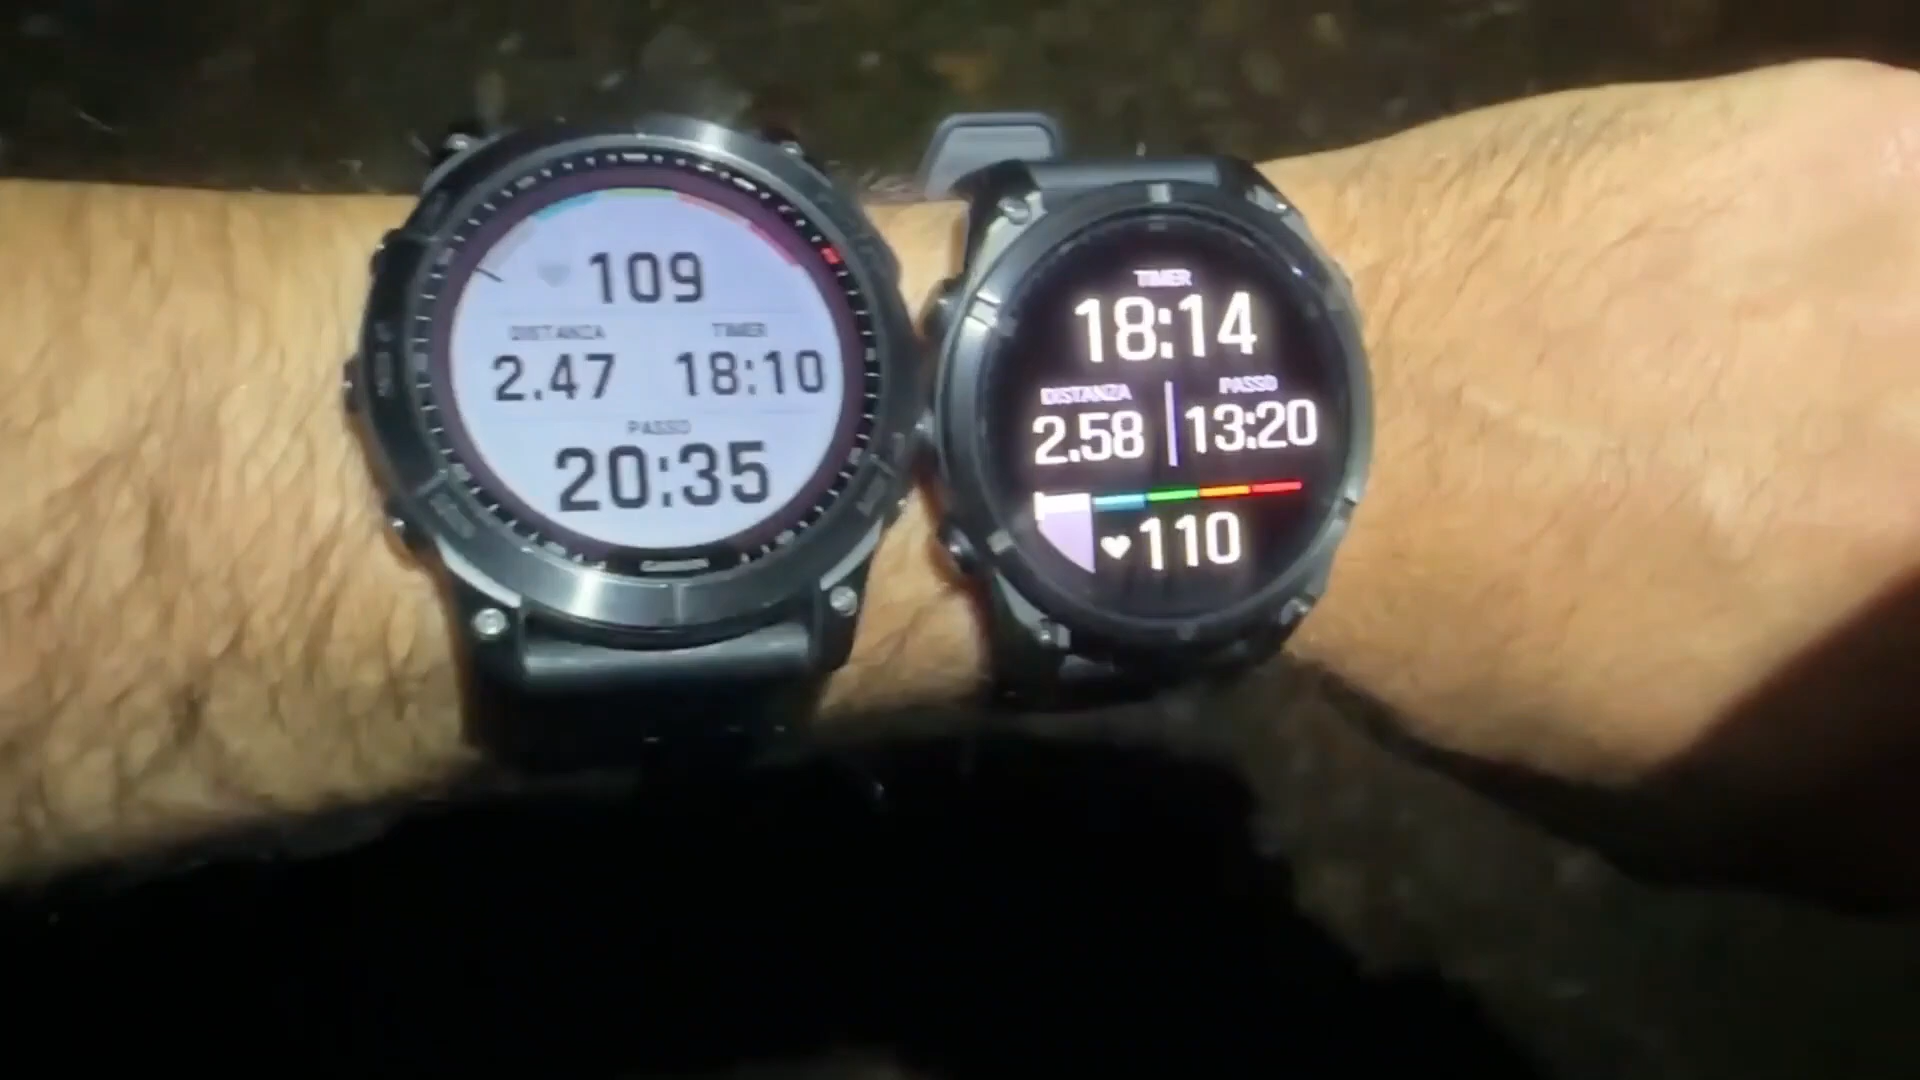 109
DISTANZA TIMER
2.47 18:10
PASSO
20:35
GARMIN
TIMER
18:14
DISTANZA PASSO
2.58 13:20
110